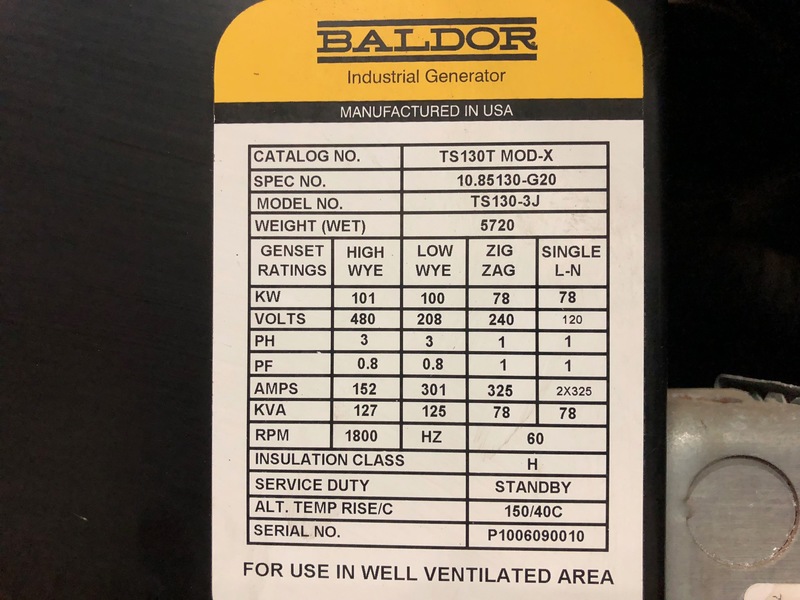 BALDOR
Industrial Generator
MANUFACTURED IN USA
CATALOG NO. TS130T MOD-X
SPEC NO. 10.85130-G20
MODEL NO. TS130-3J
WEIGHT (WET) 5720
GENSET RATINGS HIGH WYE LOW WYE ZIG ZAG SINGLE L-N
KW 101 100 78 78
VOLTS 480 208 240 120
PH 3 3 1 1
PF 0.8 0.8 1 1
AMPS 152 301 325 2X325
KVA 127 125 78 78
RPM 1800 HZ 60
INSULATION CLASS H
SERVICE DUTY STANDBY
ALT. TEMP RISE/C 150/40C
SERIAL NO. P1006090010
FOR USE IN WELL VENTILATED AREA